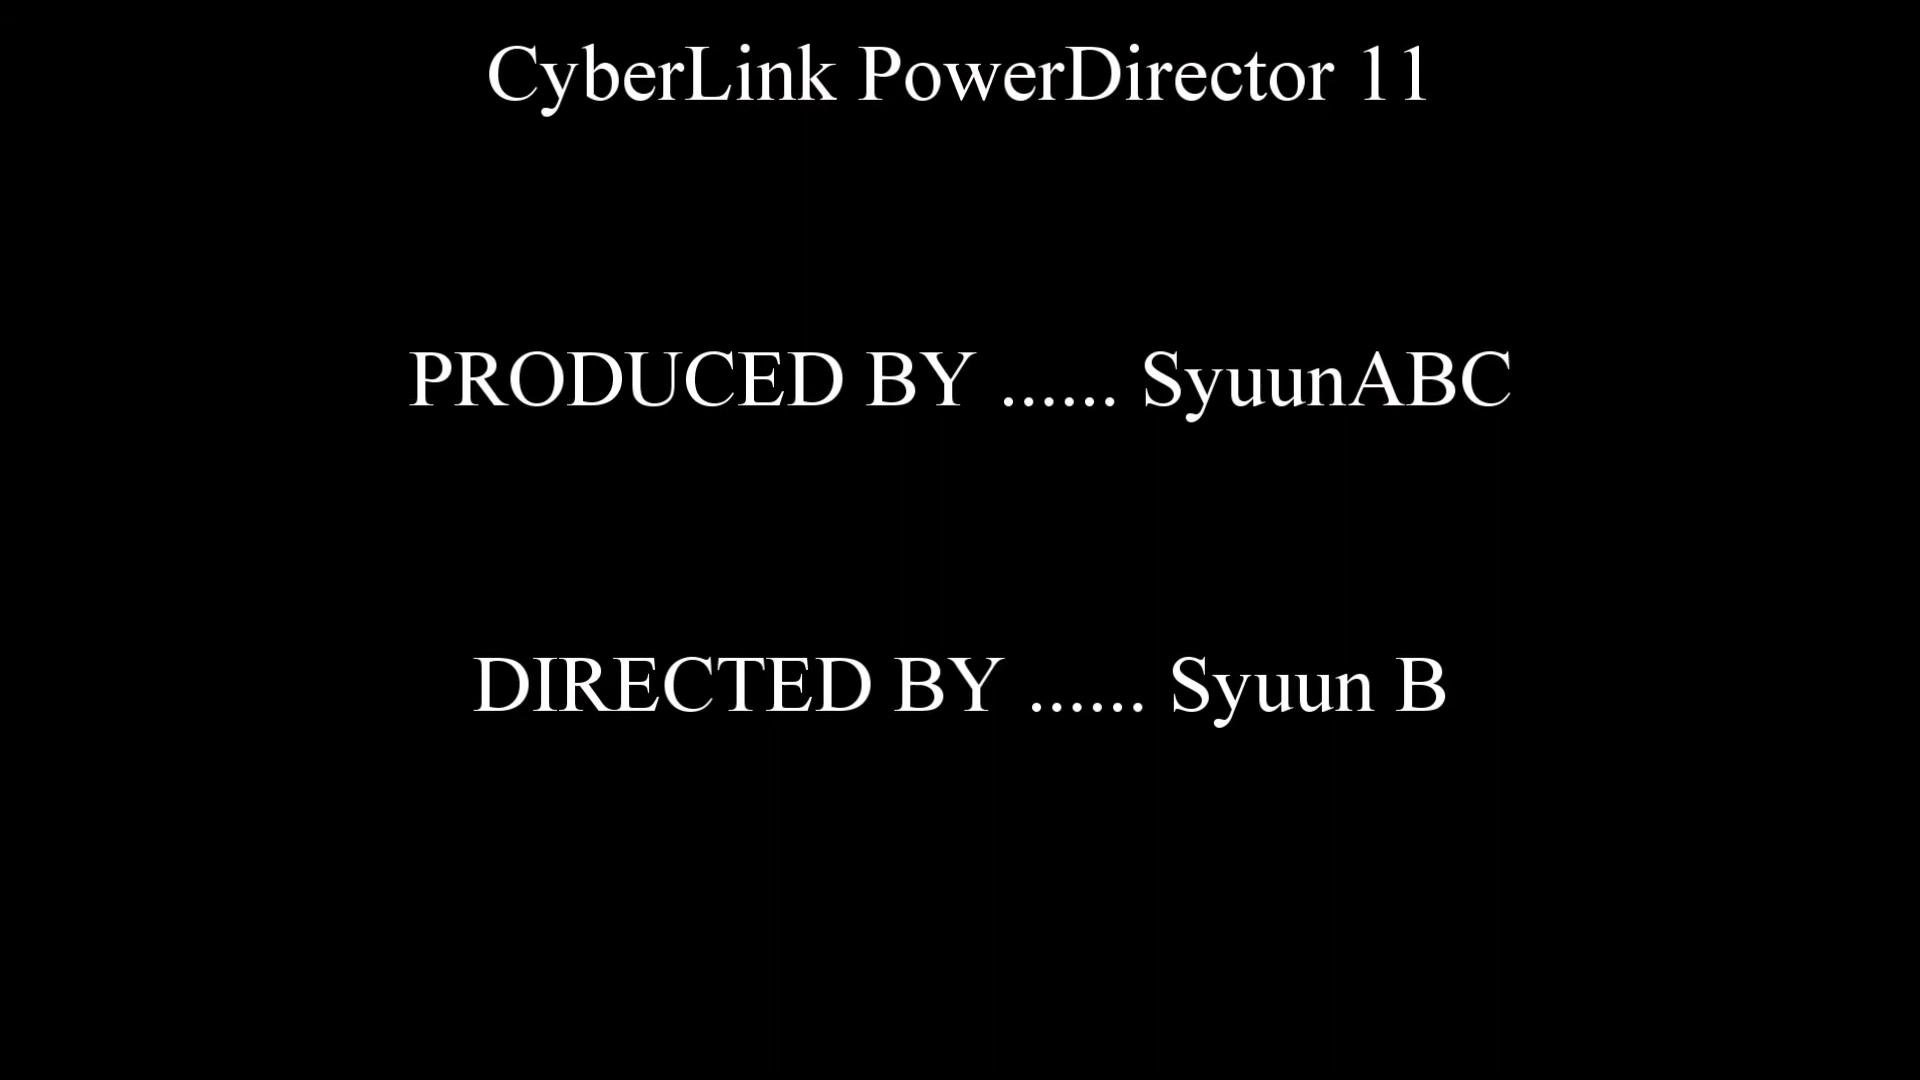 CyberLink PowerDirector 11
PRODUCED BY ...... SyuunABC
DIRECTED BY ...... Syuun B